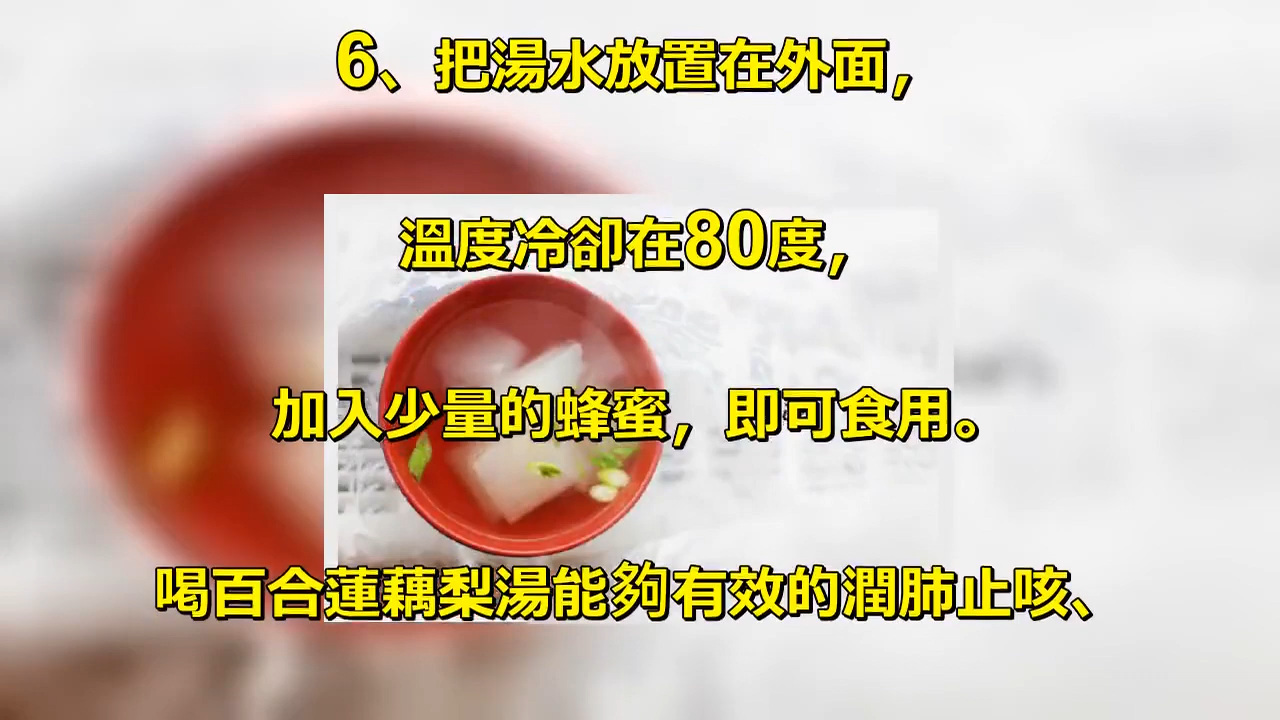 6、把湯水放置在外面，
溫度冷卻在80度，
加入少量的蜂蜜，即可食用。
喝百合蓮藕梨湯能夠有效的潤肺止咳、